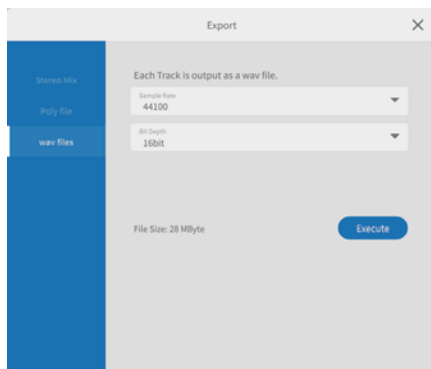 Export
Stereo Mix
Poly file
wav files
Each Track is output as a wav file.
Sample Rate
44100
Bit Depth
16bit
File Size: 28 MByte
Execute